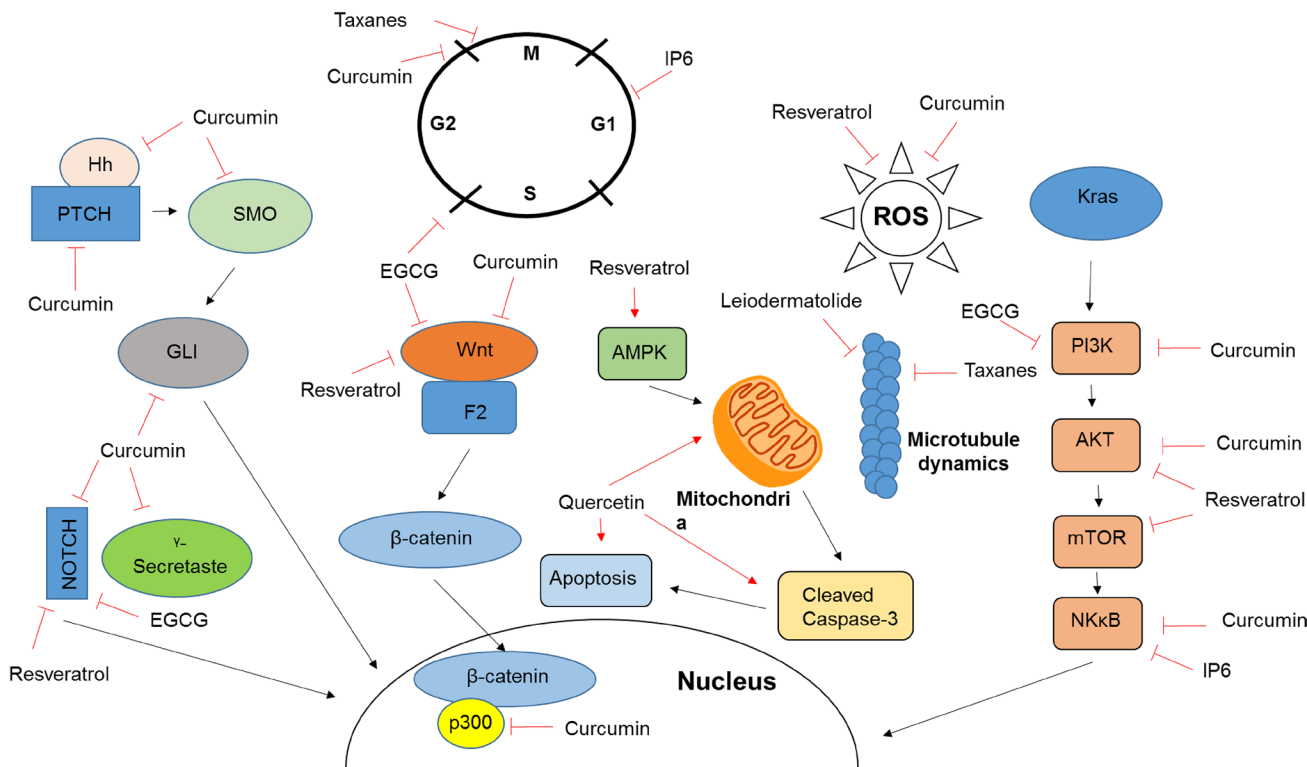 Taxanes
Curcumin
M
G2
G1
S
IP6
Resveratrol
Curcumin
ROS
Kras
Curcumin
Hh
PTCH
SMO
Curcumin
GLI
EGCG
Curcumin
Wnt
F2
Resveratrol
Resveratrol
AMPK
Leiodermatolide
Taxanes
Microtubule
dynamics
EGCG
PI3K
Curcumin
AKT
Curcumin
Resveratrol
mTOR
NKκB
Curcumin
IP6
Curcumin
NOTCH
γ–
Secretaste
EGCG
Resveratrol
β-catenin
Quercetin
Mitochondri
a
Apoptosis
Cleaved
Caspase-3
Nucleus
β-catenin
p300
Curcumin